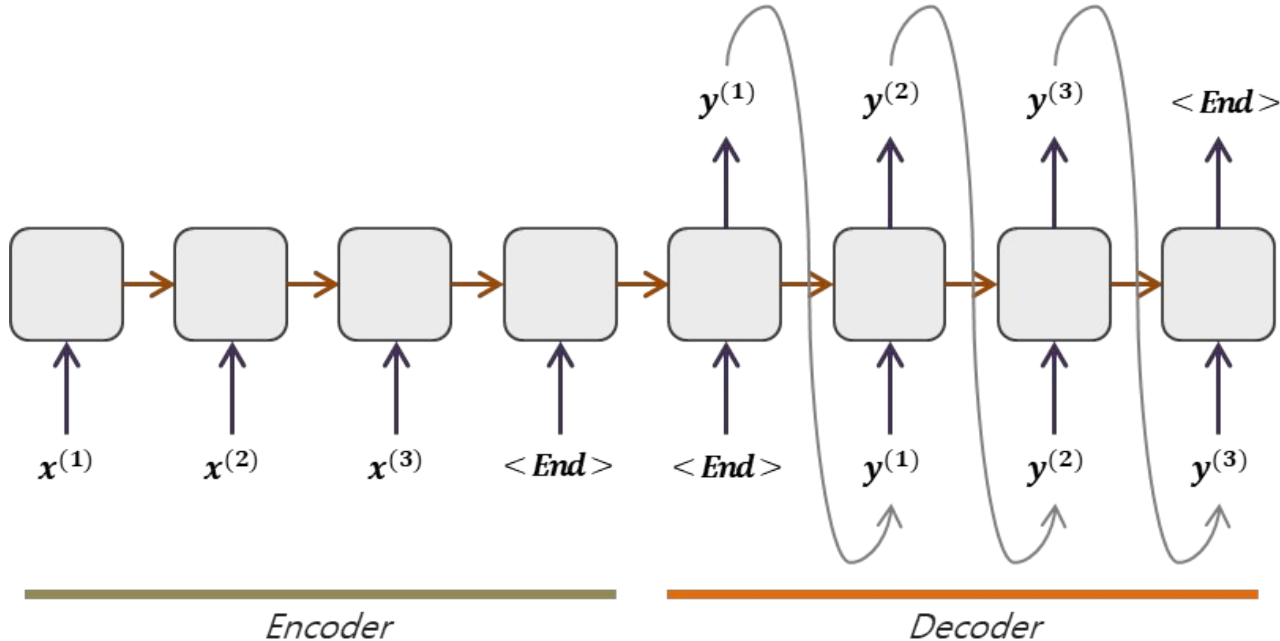 y^(1) y^(2) y^(3) <End>
x^(1) x^(2) x^(3) <End> <End> y^(1) y^(2) y^(3)
Encoder Decoder